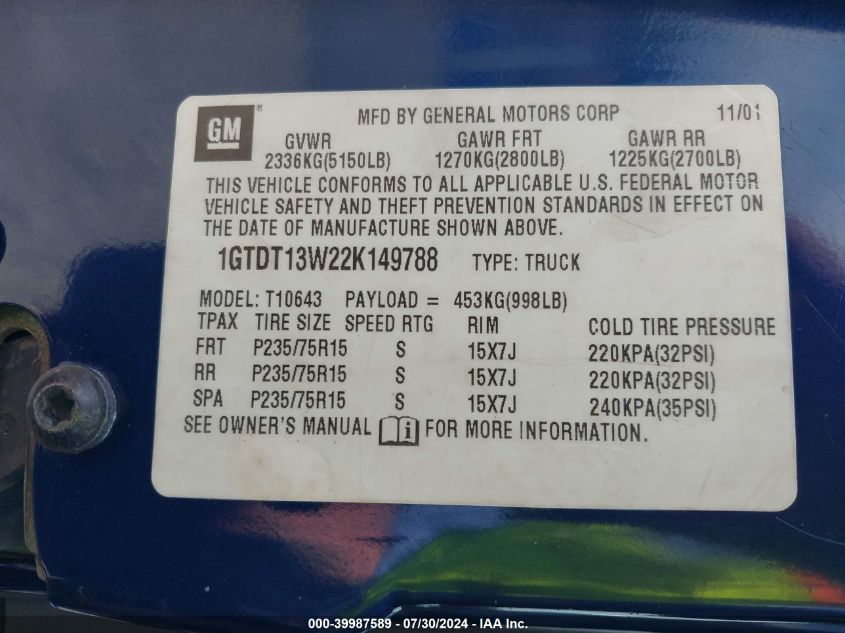 GM® MFD BY GENERAL MOTORS CORP 11/01
GVWR GAWR FRT GAWR RR
2336KG(5150LB) 1270KG(2800LB) 1225KG(2700LB)
THIS VEHICLE CONFORMS TO ALL APPLICABLE U.S. FEDERAL MOTOR
VEHICLE SAFETY AND THEFT PREVENTION STANDARDS IN EFFECT ON
THE DATE OF MANUFACTURE SHOWN ABOVE.
1GTDT13W22K149788 TYPE: TRUCK
MODEL: T10643 PAYLOAD = 453KG(998LB)
TPAX TIRE SIZE SPEED RTG RIM COLD TIRE PRESSURE
FRT P235/75R15 S 15X7J 220KPA(32PSI)
RR P235/75R15 S 15X7J 220KPA(32PSI)
SPA P235/75R15 S 15X7J 240KPA(35PSI)
SEE OWNER'S MANUAL i FOR MORE INFORMATION.
000-39987589 - 07/30/2024 - IAA Inc.